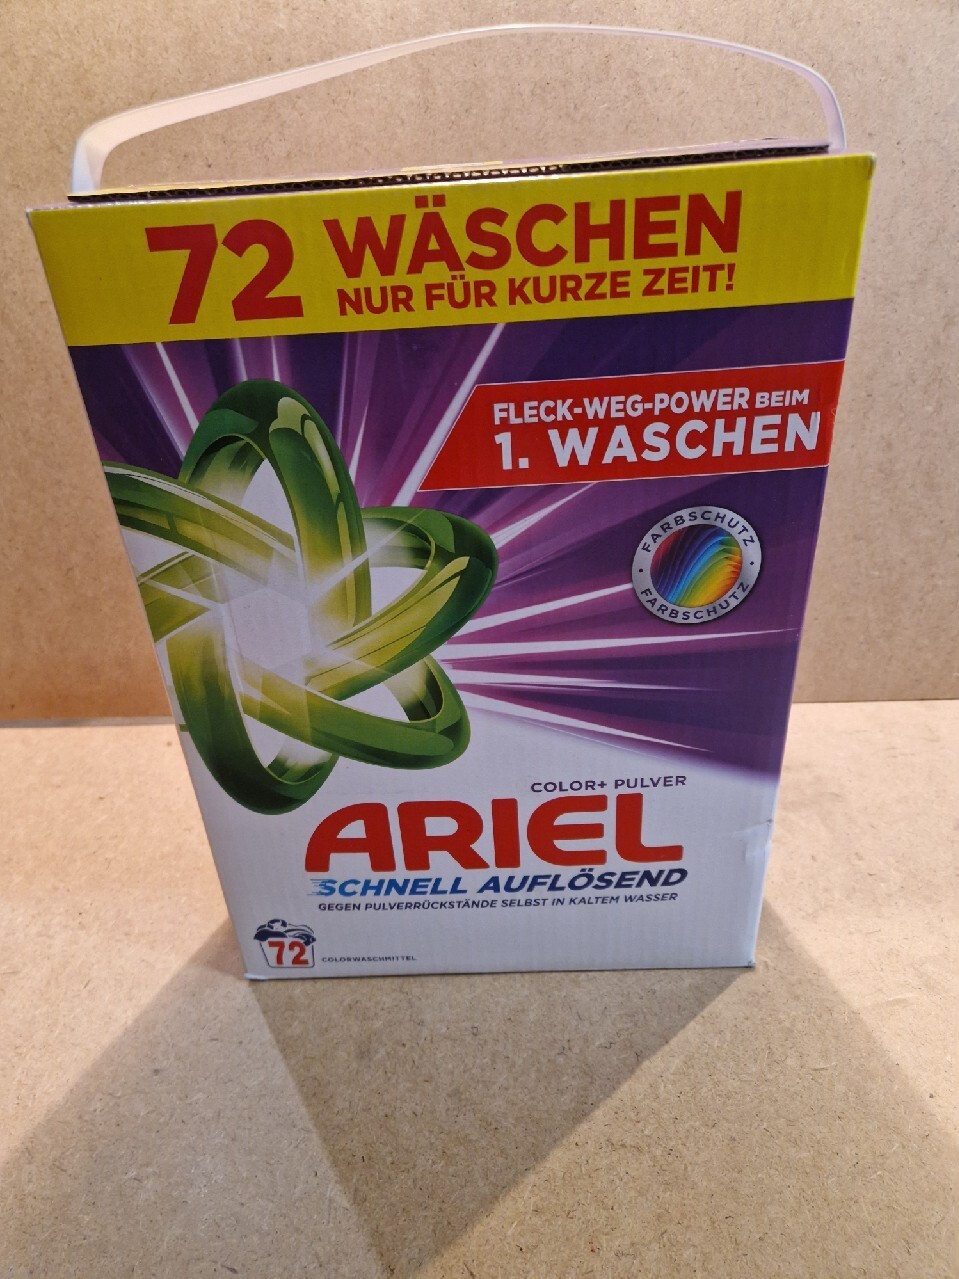 72 WÄSCHEN
NUR FÜR KURZE ZEIT!
FLECK-WEG-POWER BEIM
1. WASCHEN
FARBSCHUTZ
FARBSCHUTZ
COLOR+ PULVER
ARIEL
SCHNELL AUFLÖSEND
GEGEN PULVERRÜCKSTÄNDE SELBST IN KALTEM WASSER
72 COLORWASCHMITTEL